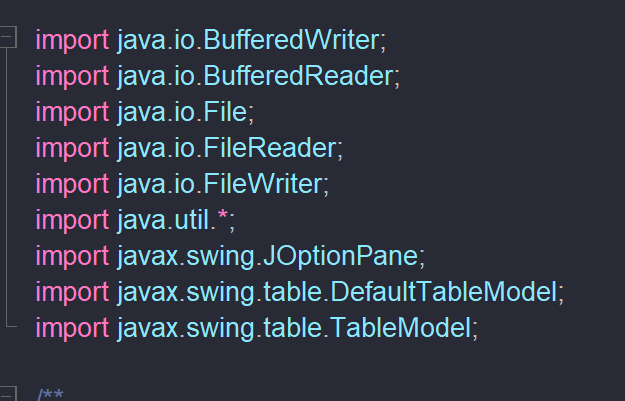 import java.io.BufferedWriter;
import java.io.BufferedReader;
import java.io.File;
import java.io.FileReader;
import java.io.FileWriter;
import java.util.*;
import javax.swing.JOptionPane;
import javax.swing.table.DefaultTableModel;
import javax.swing.table.TableModel;
/**